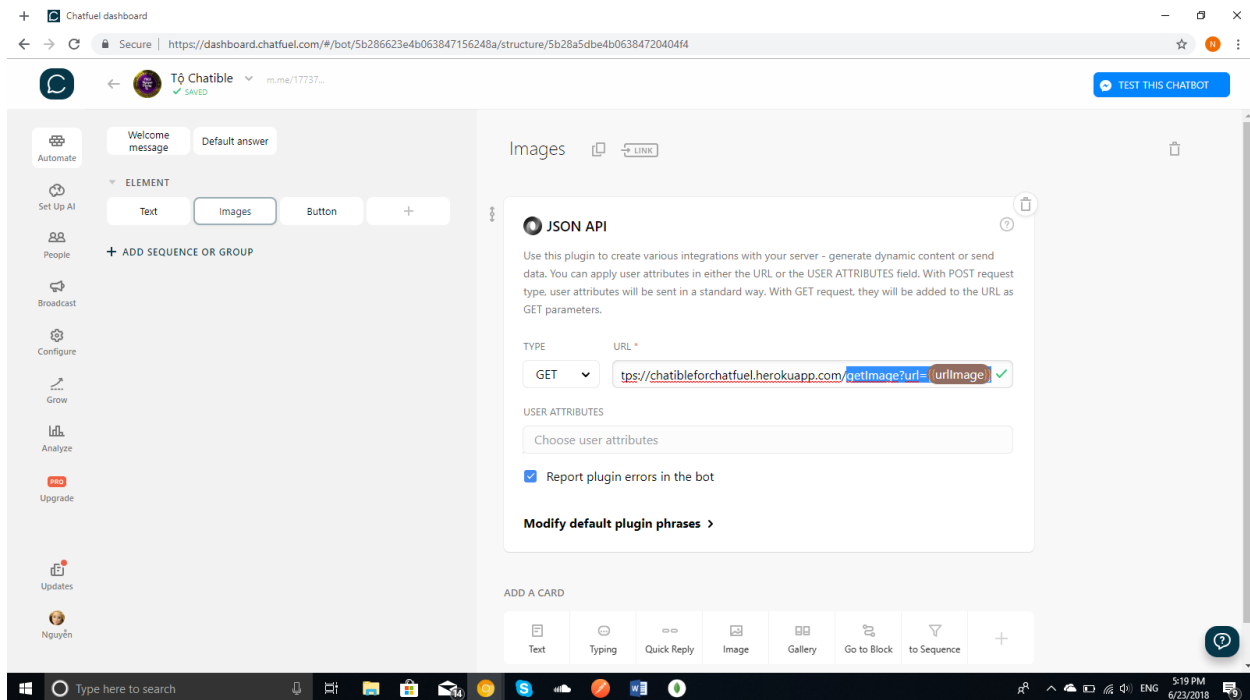 Chatfuel dashboard
Secure | https://dashboard.chatfuel.com/#/bot/5b286623e4b063847156248a/structure/5b28a5dbe4b06384720404f4
N
Tộ Chatible
m.me/17737...
SAVED
TEST THIS CHATBOT
Automate
Set Up AI
People
Broadcast
Configure
Grow
Analyze
PRO
Upgrade
Updates
Nguyễn
Welcome message
Default answer
ELEMENT
Text
Images
Button
+ ADD SEQUENCE OR GROUP
Images
LINK
JSON API
Use this plugin to create various integrations with your server - generate dynamic content or send
data. You can apply user attributes in either the URL or the USER ATTRIBUTES field. With POST request
type, user attributes will be sent in a standard way. With GET request, they will be added to the URL as
GET parameters.
TYPE
URL *
GET
tps://chatibleforchatfuel.herokuapp.com/getImage?url={{urlImage}}
USER ATTRIBUTES
Choose user attributes
Report plugin errors in the bot
Modify default plugin phrases >
ADD A CARD
Text
Typing
Quick Reply
Image
Gallery
Go to Block
to Sequence
Type here to search
14
ENG
5:19 PM
6/23/2018
9